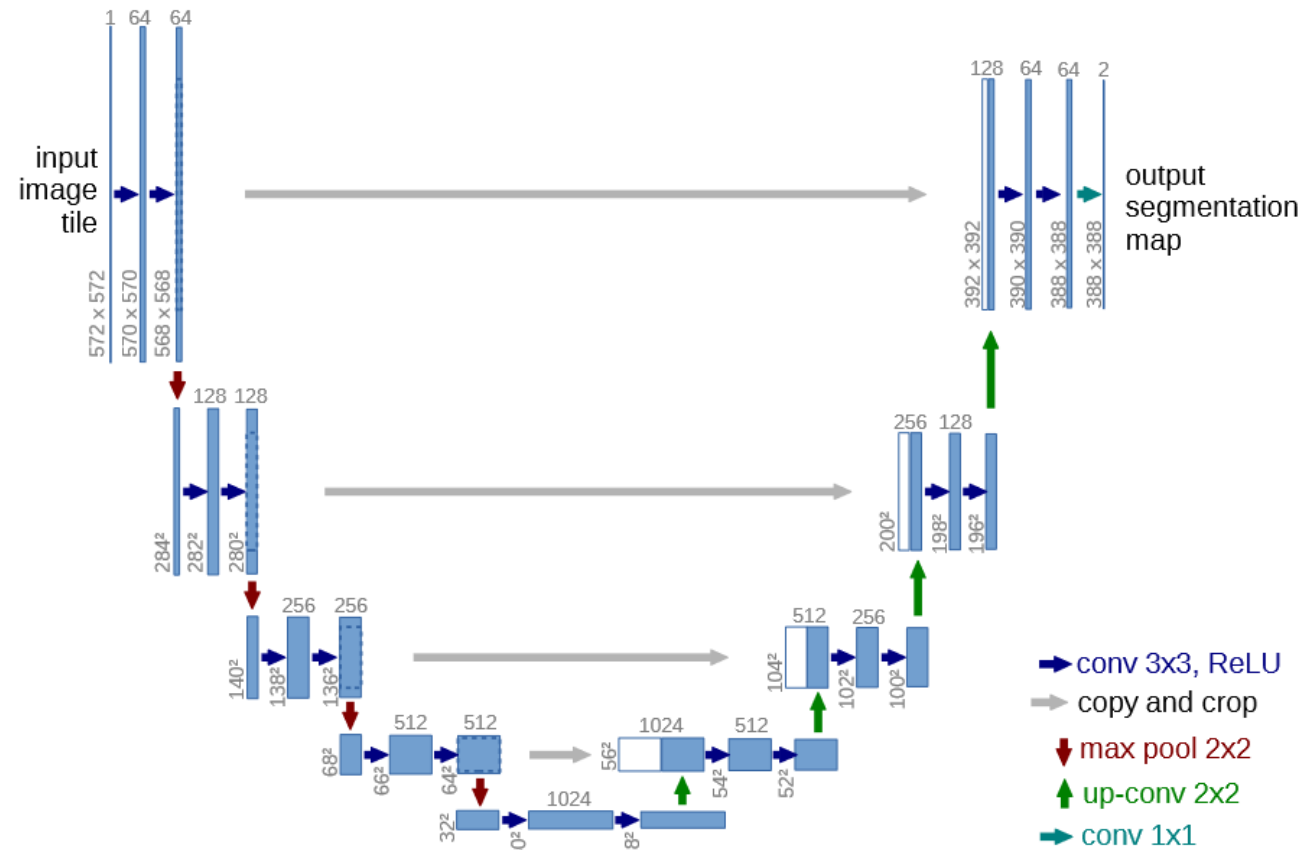 1 64 64
input
image
tile
572 x 572
570 x 570
568 x 568
128 64 64 2
392 x 392
390 x 390
388 x 388
388 x 388
output
segmentation
map
128 128
284²
282²
280²
256 128
200²
198²
196²
256 256
140²
138²
136²
512 256
104²
102²
100²
512 512
68²
66²
64²
1024 512
56²
54²
52²
1024
32²
0²
8²
conv 3x3, ReLU
copy and crop
max pool 2x2
up-conv 2x2
conv 1x1